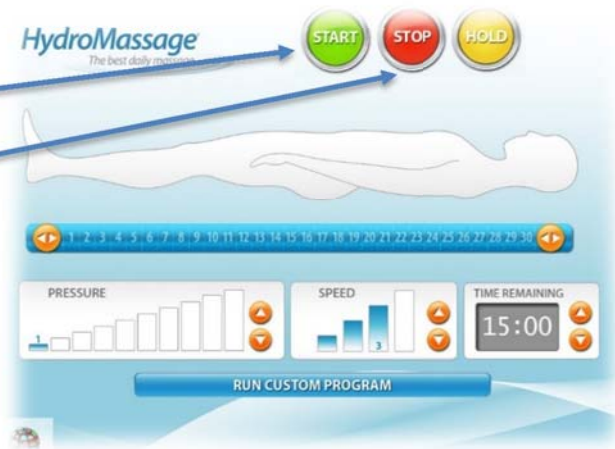 HydroMassage
The best daily massage
START STOP HOLD
1 2 3 4 5 6 7 8 9 10 11 12 13 14 15 16 17 18 19 20 21 22 23 24 25 26 27 28 29 30
PRESSURE
1
SPEED
3
TIME REMAINING
15:00
RUN CUSTOM PROGRAM